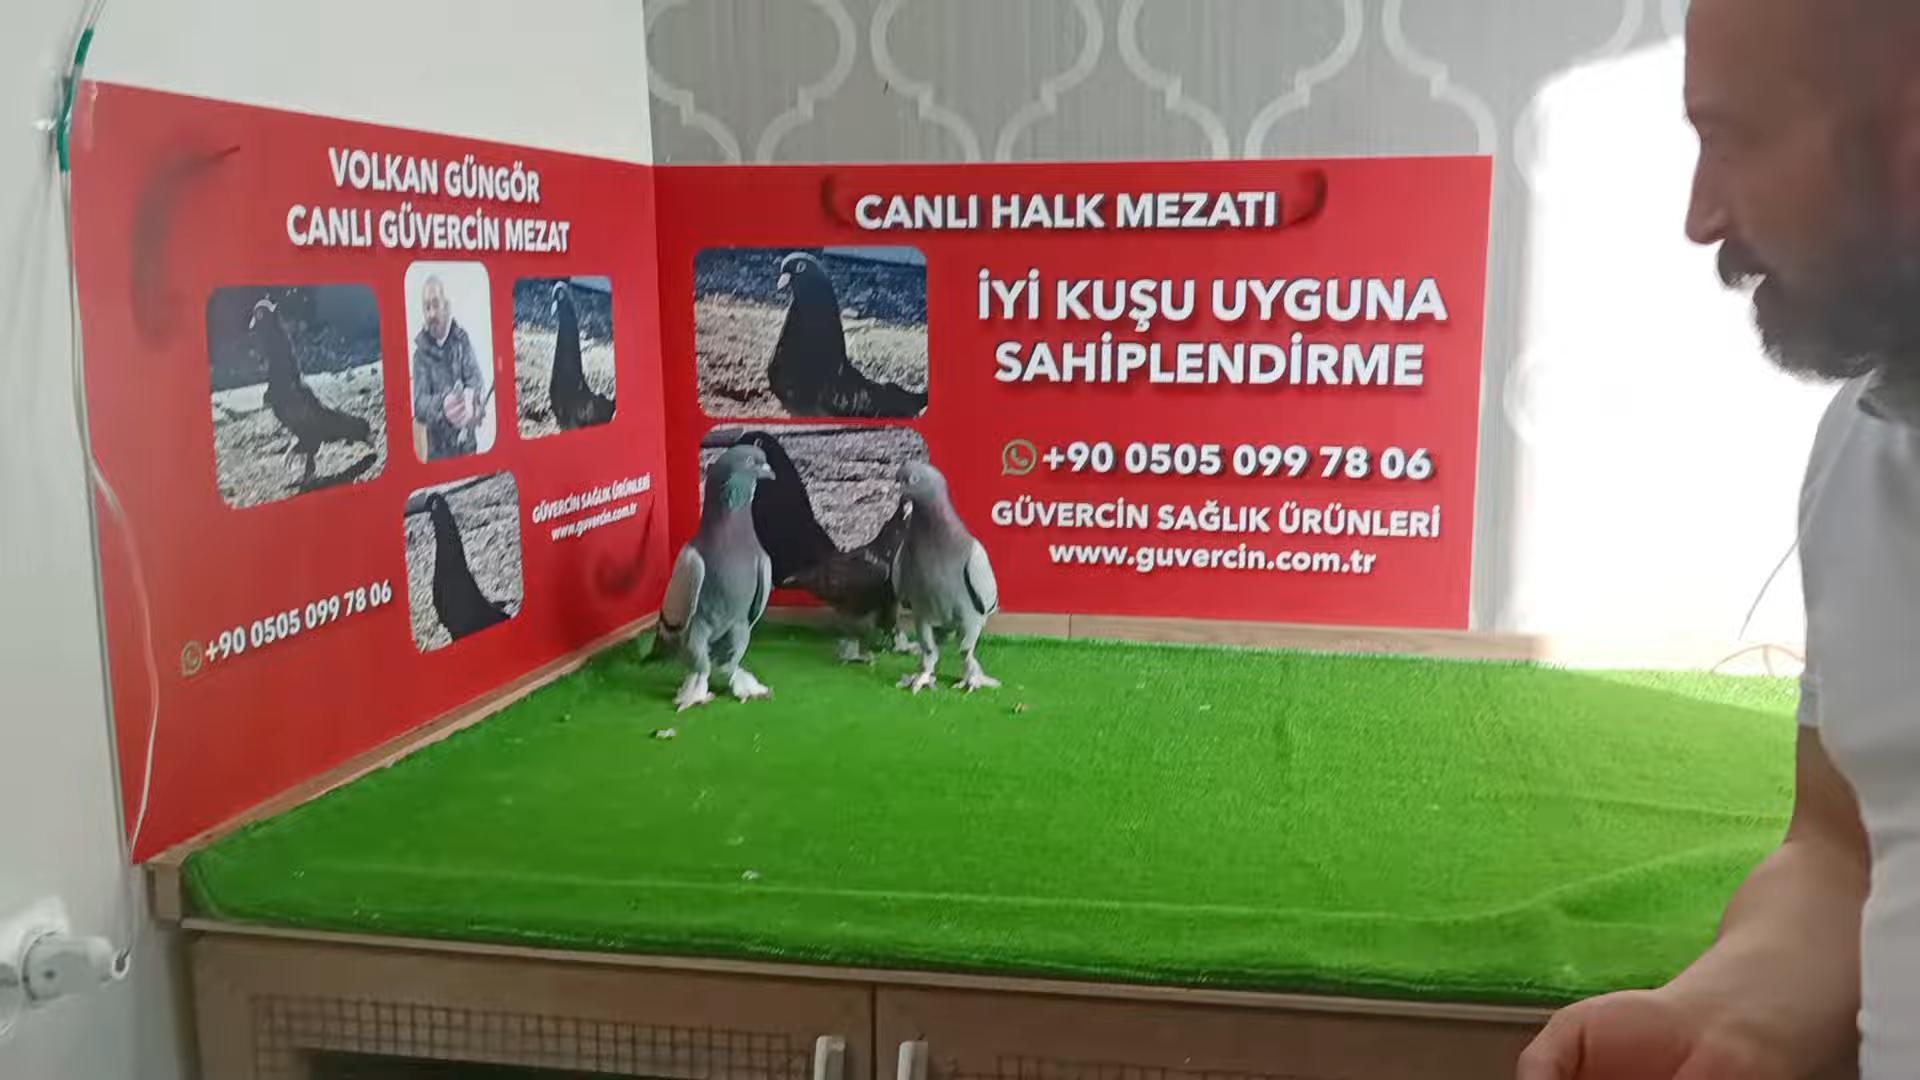 VOLKAN GÜNGÖR
CANLI GÜVERCİN MEZAT
GÜVERCİN SAĞLIK ÜRÜNLERİ
www.guvercin.com.tr
+90 0505 099 78 06
CANLI HALK MEZATI
İYİ KUŞU UYGUNA
SAHİPLENDİRME
+90 0505 099 78 06
GÜVERCİN SAĞLIK ÜRÜNLERİ
www.guvercin.com.tr